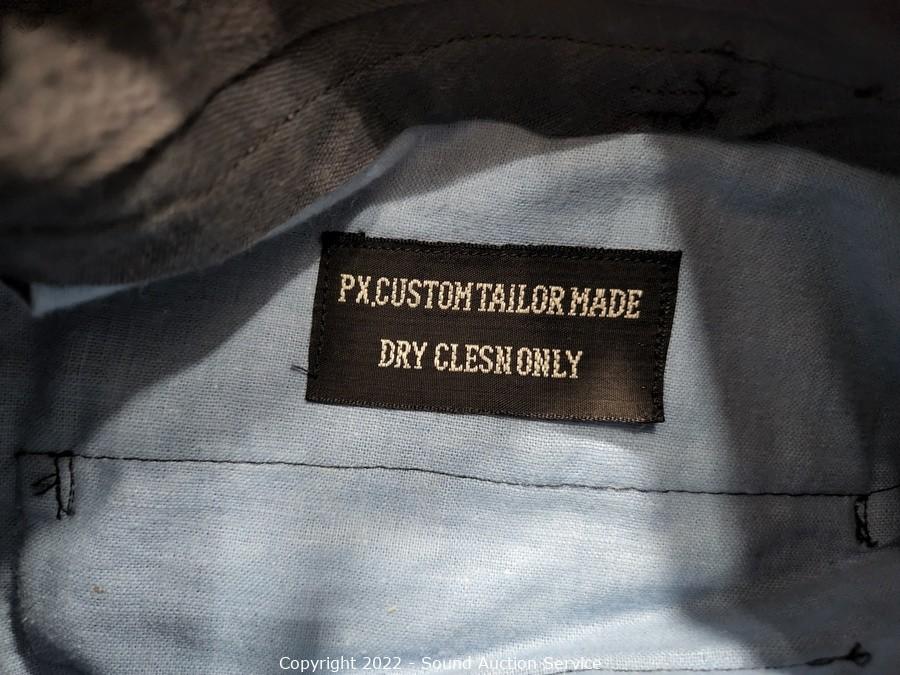 PX.CUSTOM TAILOR MADE
DRY CLESN ONLY
Copyright 2022 - Sound Auction Service